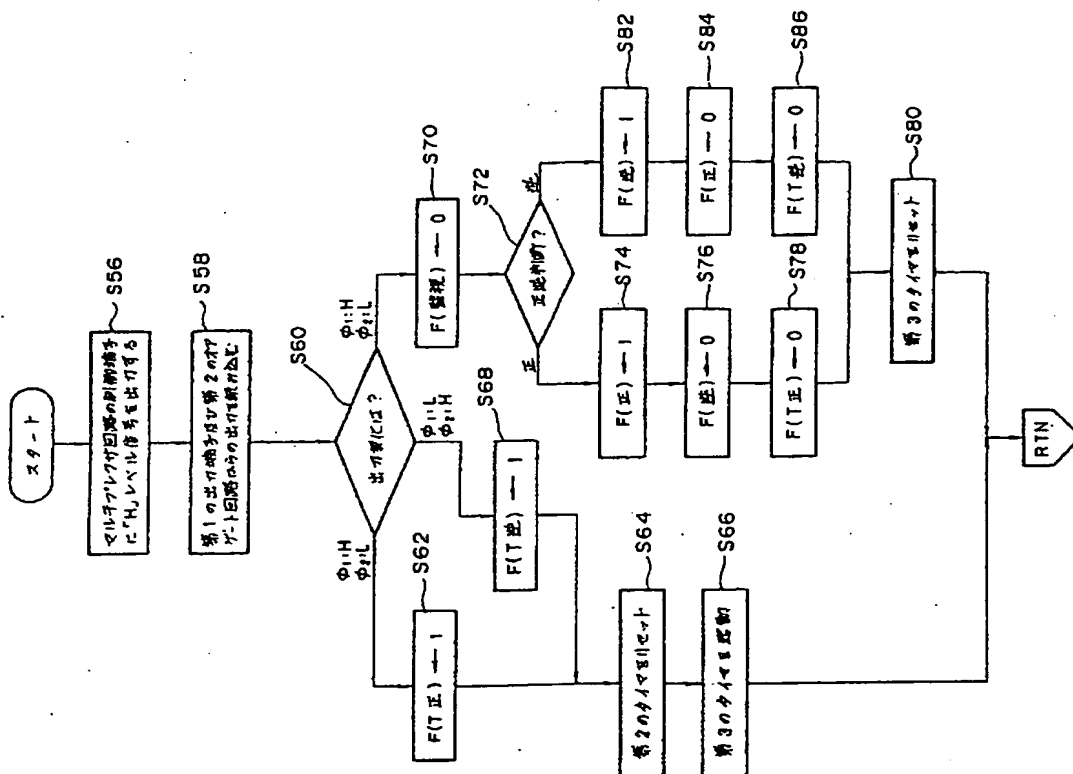 スタート
S56
マルチプレクサ回路の制御端子
に「H」レベル信号を出力する
S58
第1の出力端子及び第2のオア
ゲート回路からの出力を読み込む
S60
出力変化は?
φ1:H
φ2:L
φ1:L
φ2:H
φ1:H
φ2:L
S62
F(T正)←1
S68
F(T逆)←1
S64
第2のタイマをリセット
S66
第3のタイマを起動
S70
F(監視)←0
S72
正逆判断?
正
逆
S74
F(正)←1
S76
F(逆)←0
S78
F(T正)←0
S82
F(逆)←1
S84
F(正)←0
S86
F(T逆)←0
S80
第3のタイマをリセット
RTN